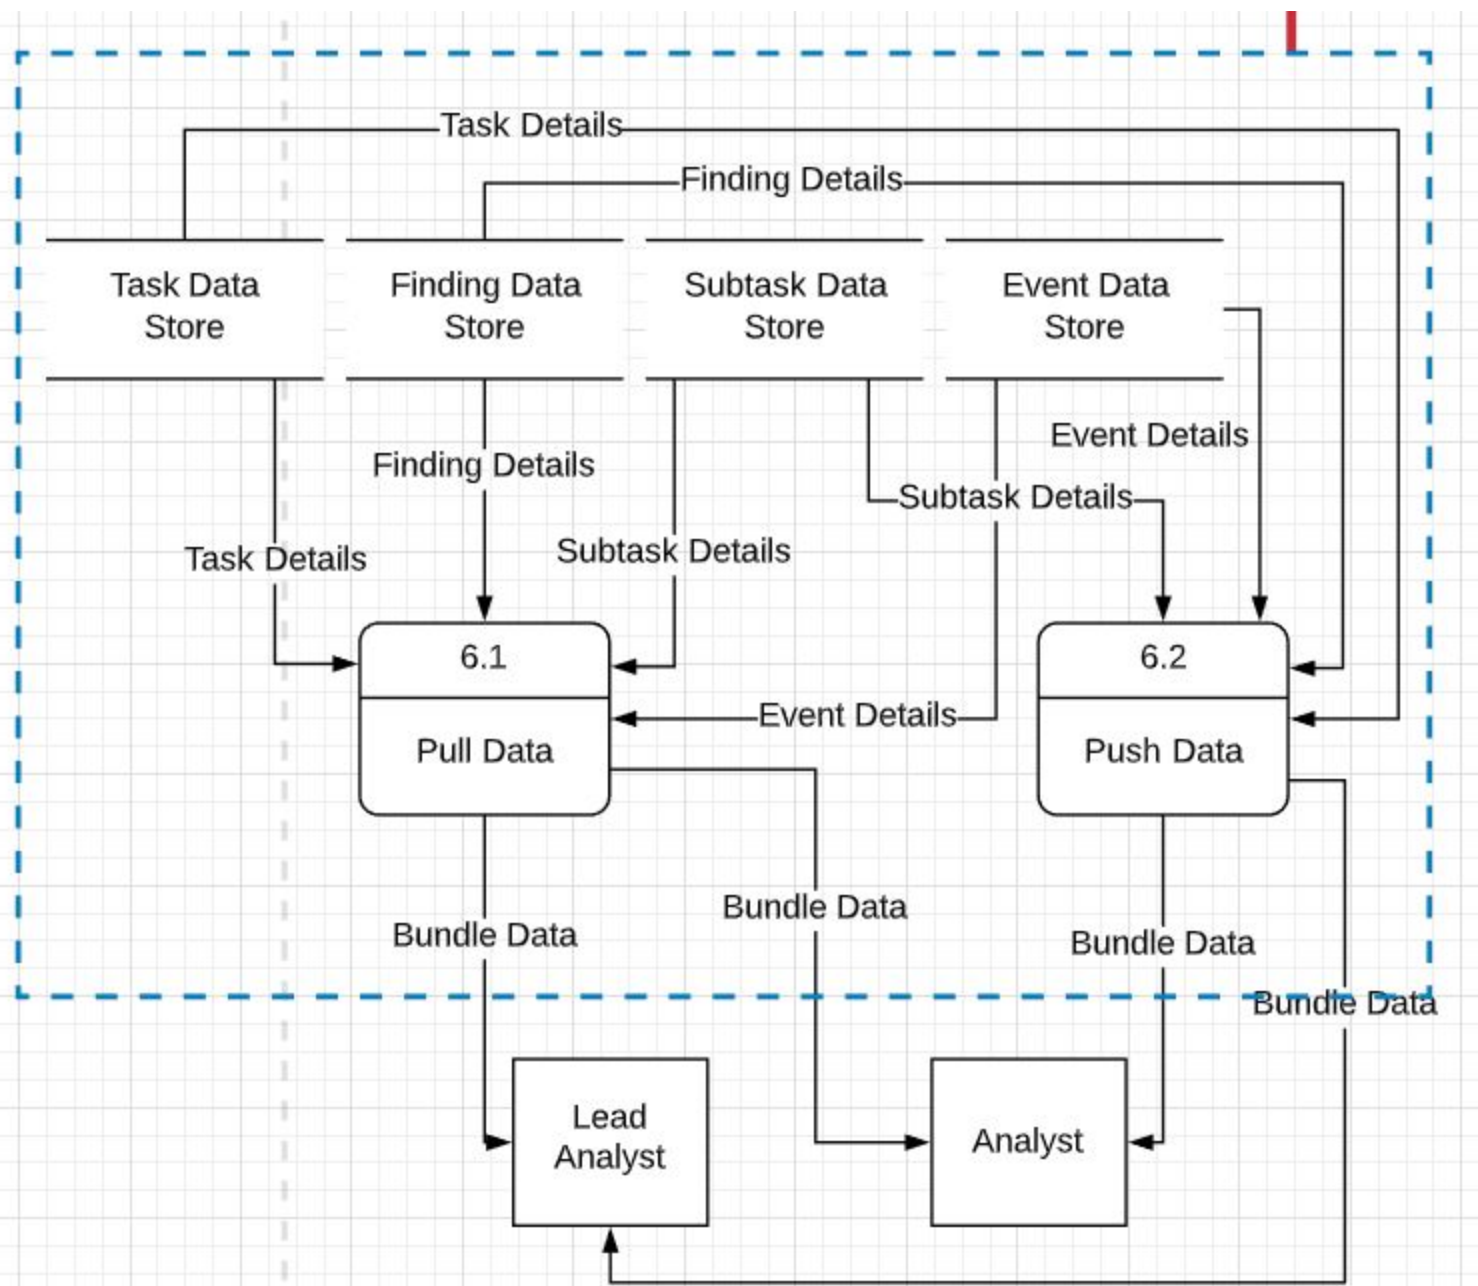 Task Details
Finding Details
Task Data
Store
Finding Data
Store
Subtask Data
Store
Event Data
Store
Event Details
Finding Details
Subtask Details
Subtask Details
Task Details
6.1
6.2
Event Details
Pull Data
Push Data
Bundle Data
Bundle Data
Bundle Data
Bundle Data
Lead
Analyst
Analyst